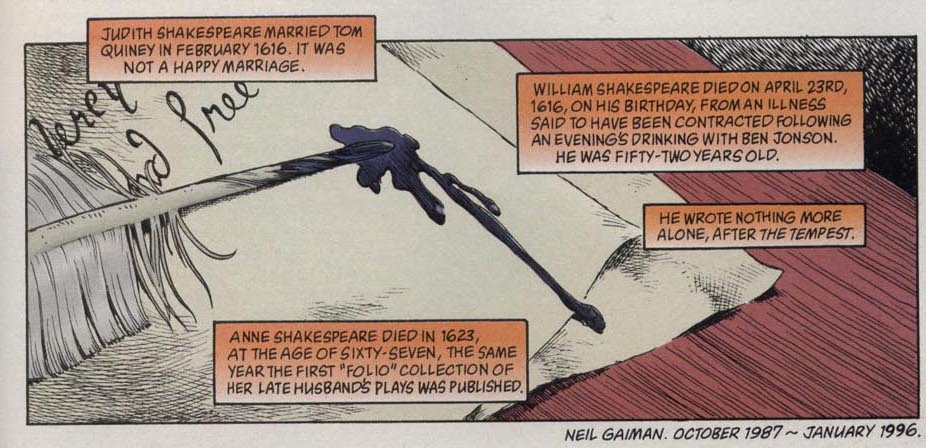 JUDITH SHAKESPEARE MARRIED TOM
QUINEY IN FEBRUARY 1616. IT WAS
NOT A HAPPY MARRIAGE.
WILLIAM SHAKESPEARE DIED ON APRIL 23RD,
1616, ON HIS BIRTHDAY, FROM AN ILLNESS
SAID TO HAVE BEEN CONTRACTED FOLLOWING
AN EVENING'S DRINKING WITH BEN JONSON.
HE WAS FIFTY-TWO YEARS OLD.
HE WROTE NOTHING MORE
ALONE, AFTER THE TEMPEST.
free
ANNE SHAKESPEARE DIED IN 1623,
AT THE AGE OF SIXTY-SEVEN, THE SAME
YEAR THE FIRST "FOLIO" COLLECTION OF
HER LATE HUSBAND'S PLAYS WAS PUBLISHED.
NEIL GAIMAN. OCTOBER 1987 ~ JANUARY 1996.